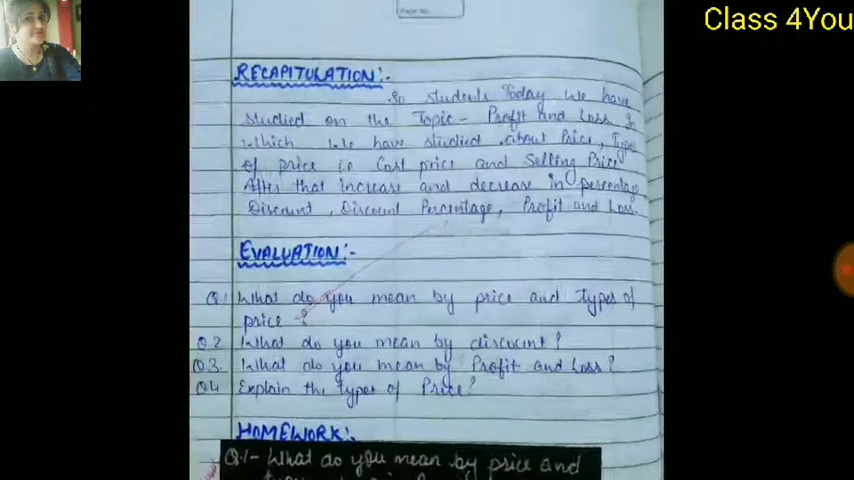 Class 4You
RECAPITULATION:-
So students Today we have
studied on the Topic - Profit and Loss In
Which we have studied about Price, Types
of price i.e Cost price and Selling Price
After that increase and decrease in percentage
Discount, Discount Percentage, Profit and Loss.
EVALUATION:-
Q.1 What do you mean by price and types of
price ?
Q.2 What do you mean by discount?
Q3. What do you mean by Profit and Loss?
Q4 Explain the types of Price?
HOMEWORK:-
Q.1- What do you mean by price and